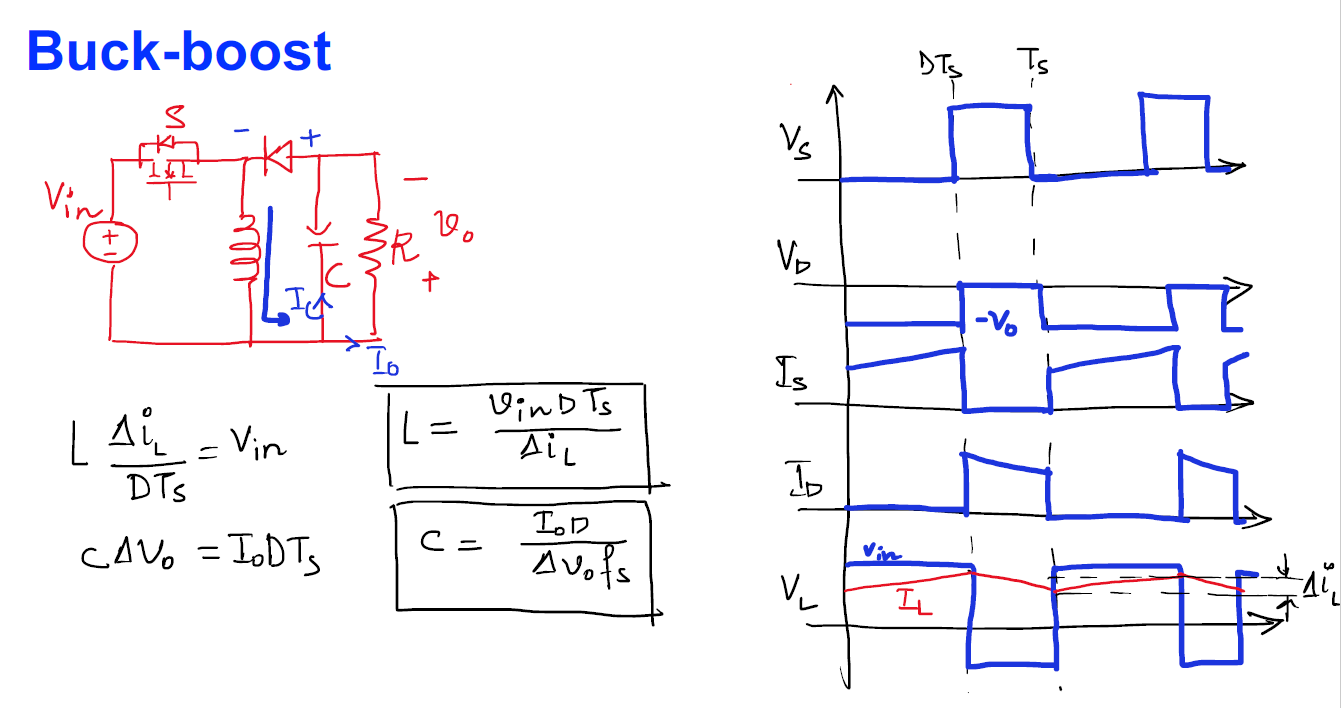 Buck-boost
S
- +
Vin
+
-
-
vo
+
R
C
Ic
Io
L ΔiL / DTs = Vin
L = vin D Ts / ΔiL
C ΔVo = Io DTs
C = Io D / Δvo fs
DTs Ts
Vs
VD
-Vo
Is
ID
vin
VL
IL
ΔiL